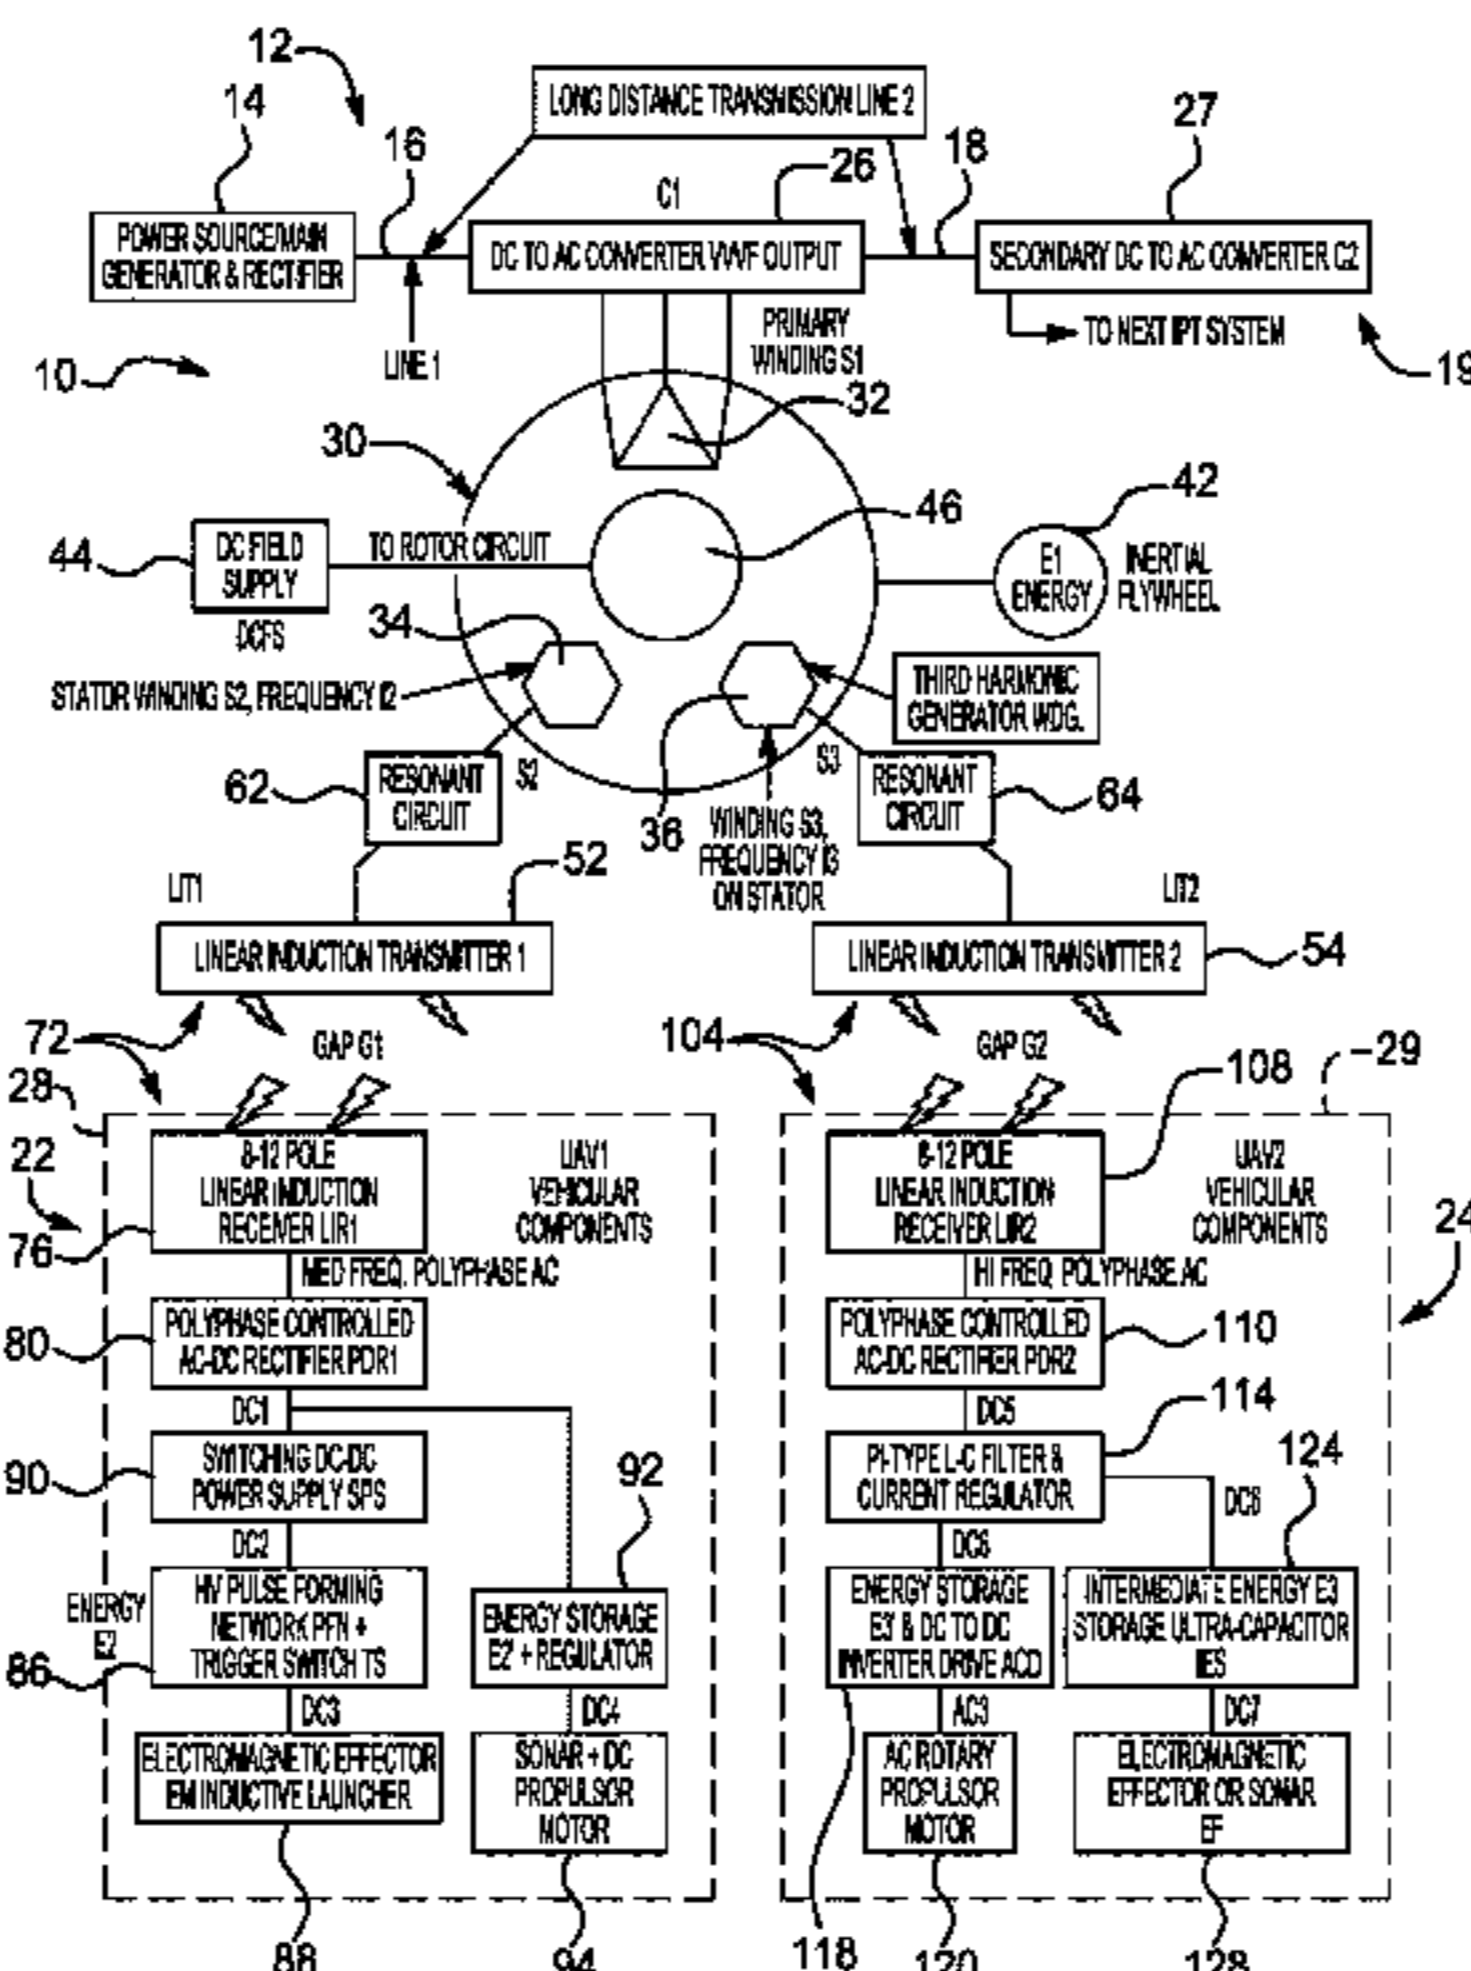 12
14
LONG DISTANCE TRANSMISSION LINE 2
27
16
C1
26
18
POWER SOURCE/MAIN
GENERATOR & RECTIFIER
DC TO AC CONVERTER VVVF OUTPUT
SECONDARY DC TO AC CONVERTER C2
LINE 1
PRIMARY
WINDING S1
TO NEXT IPT SYSTEM
10
19
32
30
42
46
44
DC FIELD
SUPPLY
DCFS
TO ROTOR CIRCUIT
E1
ENERGY
INERTIAL
FLYWHEEL
34
STATOR WINDING S2, FREQUENCY f2
THIRD HARMONIC
GENERATOR WDG.
62
RESONANT
CIRCUIT
S2
36
WINDING S3,
FREQUENCY f3
ON STATOR
S3
RESONANT
CIRCUIT
64
LIT1
52
LIT2
LINEAR INDUCTION TRANSMITTER 1
LINEAR INDUCTION TRANSMITTER 2
54
72
GAP G1
104
GAP G2
28
108
29
22
8-12 POLE
LINEAR INDUCTION
RECEIVER LIR1
UAV1
VEHICULAR
COMPONENTS
8-12 POLE
LINEAR INDUCTION
RECEIVER LIR2
UAV2
VEHICULAR
COMPONENTS
24
76
MED FREQ. POLYPHASE AC
HI FREQ. POLYPHASE AC
80
POLYPHASE CONTROLLED
AC-DC RECTIFIER PDR1
POLYPHASE CONTROLLED
AC-DC RECTIFIER PDR2
110
DC1
DC5
114
90
SWITCHING DC-DC
POWER SUPPLY SPS
92
PI-TYPE L-C FILTER &
CURRENT REGULATOR
124
DC6
DC2
DC6
ENERGY
E2
HV PULSE FORMING
NETWORK PFN +
TRIGGER SWITCH TS
ENERGY STORAGE
E2' + REGULATOR
ENERGY STORAGE
E3' & DC TO DC
INVERTER DRIVE ACD
INTERMEDIATE ENERGY E3
STORAGE ULTRA-CAPACITOR
IES
86
DC3
DC4
AC3
DC7
ELECTROMAGNETIC EFFECTOR
EM INDUCTIVE LAUNCHER
SONAR + DC
PROPULSOR
MOTOR
AC ROTARY
PROPULSOR
MOTOR
ELECTROMAGNETIC
EFFECTOR OR SONAR
EF
88
94
118
120
128